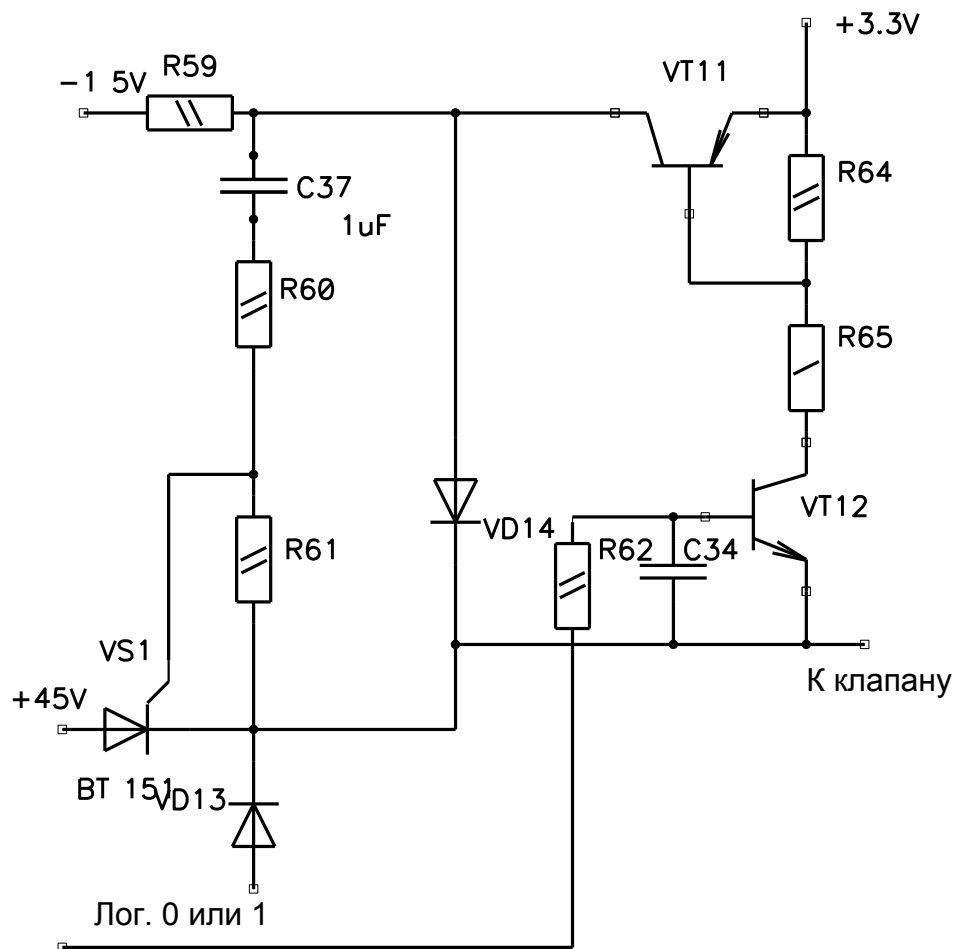 +3.3V
R59
VT11
-1 5V
C37
R64
1uF
R60
R65
VT12
VD14
R62
C34
R61
VS1
К клапану
+45V
BT 151
VD13
Лог. 0 или 1